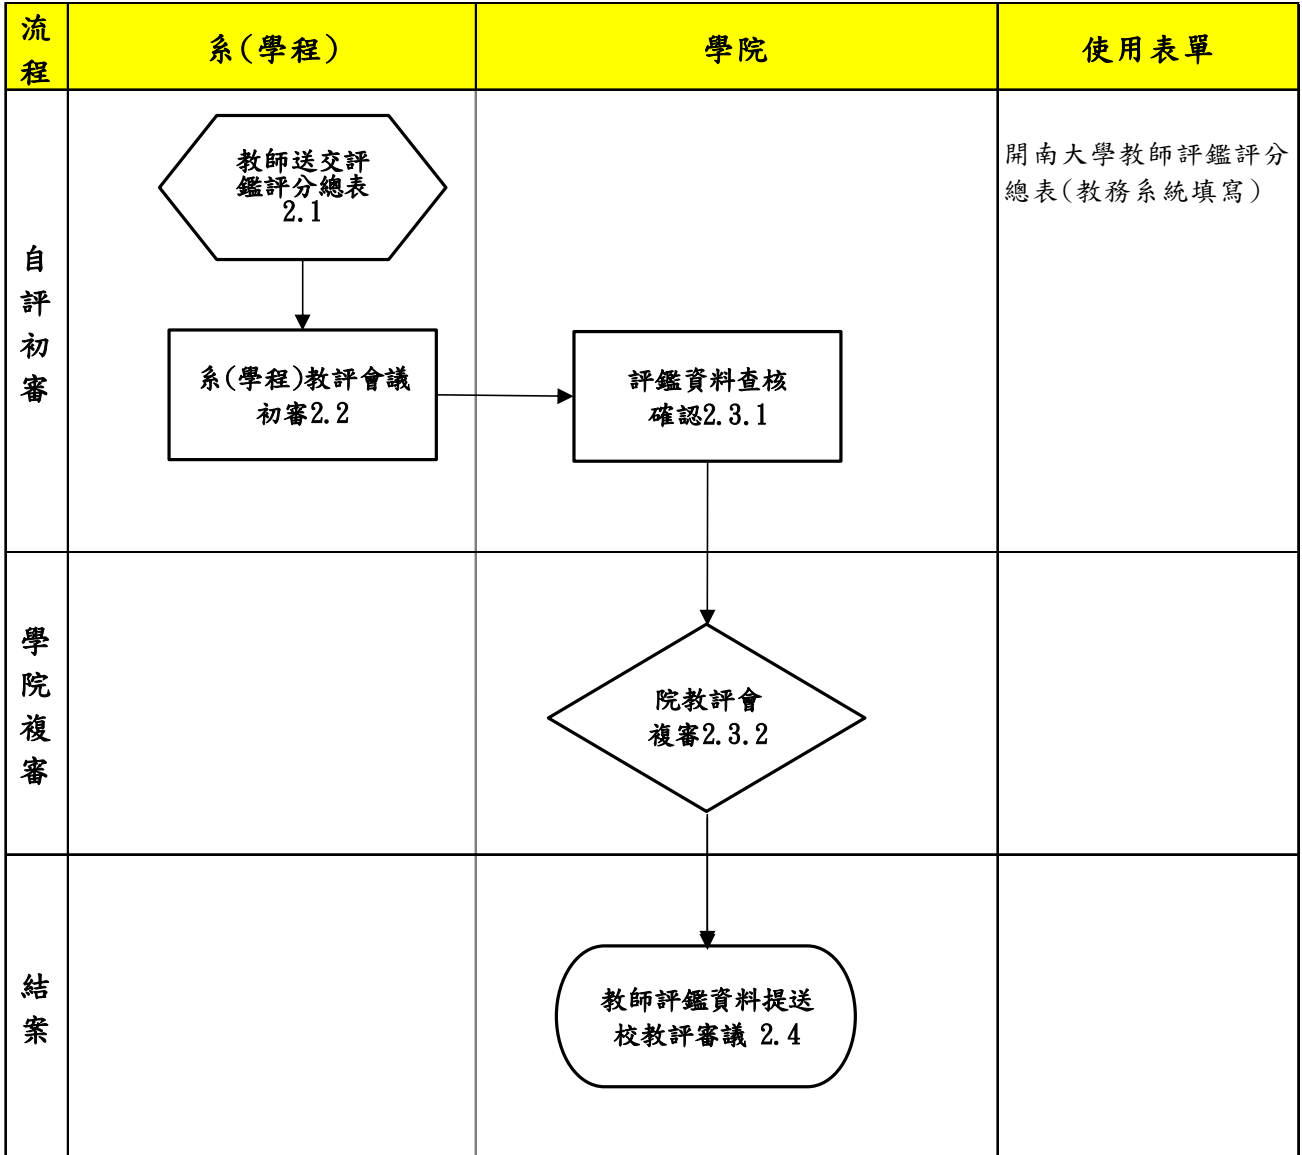 流
程
系(學程)
學院
使用表單
自
評
初
審
教師送交評
鑑評分總表
2.1
開南大學教師評鑑評分
總表(教務系統填寫)
系(學程)教評會議
初審2.2
評鑑資料查核
確認2.3.1
學
院
複
審
院教評會
複審2.3.2
結
案
教師評鑑資料提送
校教評審議 2.4